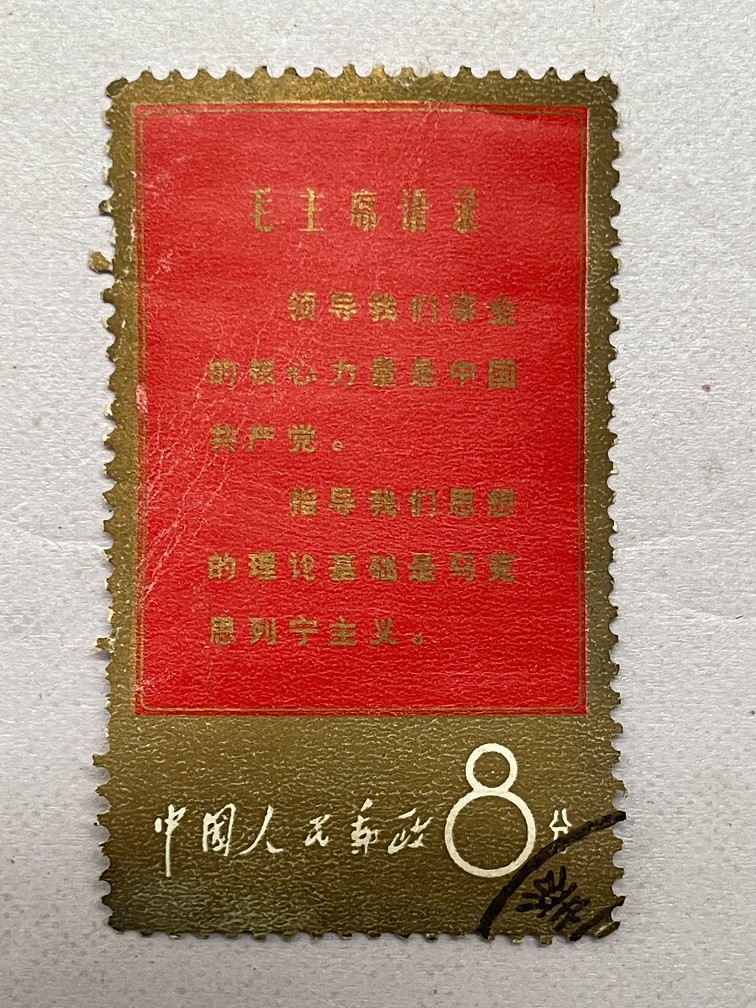 毛主席语录
领导我们事业
的核心力量是中国
共产党。
指导我们思想
的理论基础是马克
思列宁主义。
中国人民邮政 8分